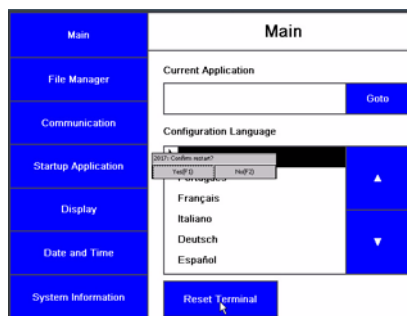 Main
File Manager
Communication
Startup Application
Display
Date and Time
System Information
Main
Current Application
Goto
Configuration Language
2017: Confirm restart?
Yes(F1) No(F2)
Português
Français
Italiano
Deutsch
Español
▲
▼
Reset Terminal